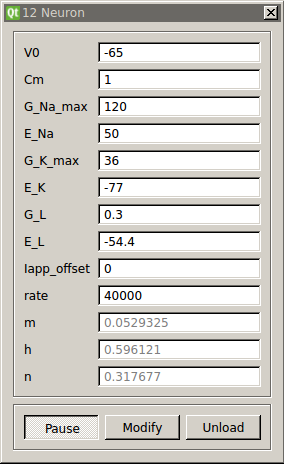 Qt 12 Neuron
V0 -65
Cm 1
G_Na_max 120
E_Na 50
G_K_max 36
E_K -77
G_L 0.3
E_L -54.4
Iapp_offset 0
rate 40000
m 0.0529325
h 0.596121
n 0.317677
Pause Modify Unload